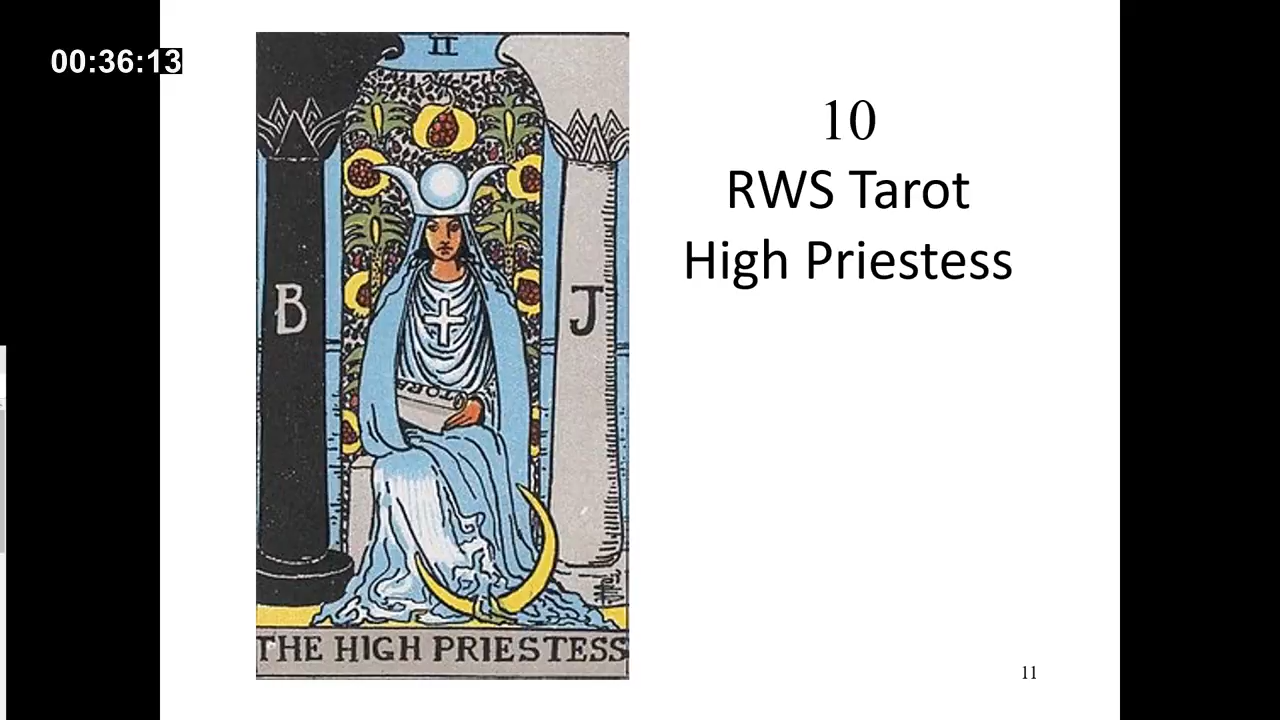 00:36:13
II
B
J
TORA
THE HIGH PRIESTESS
10
RWS Tarot
High Priestess
11